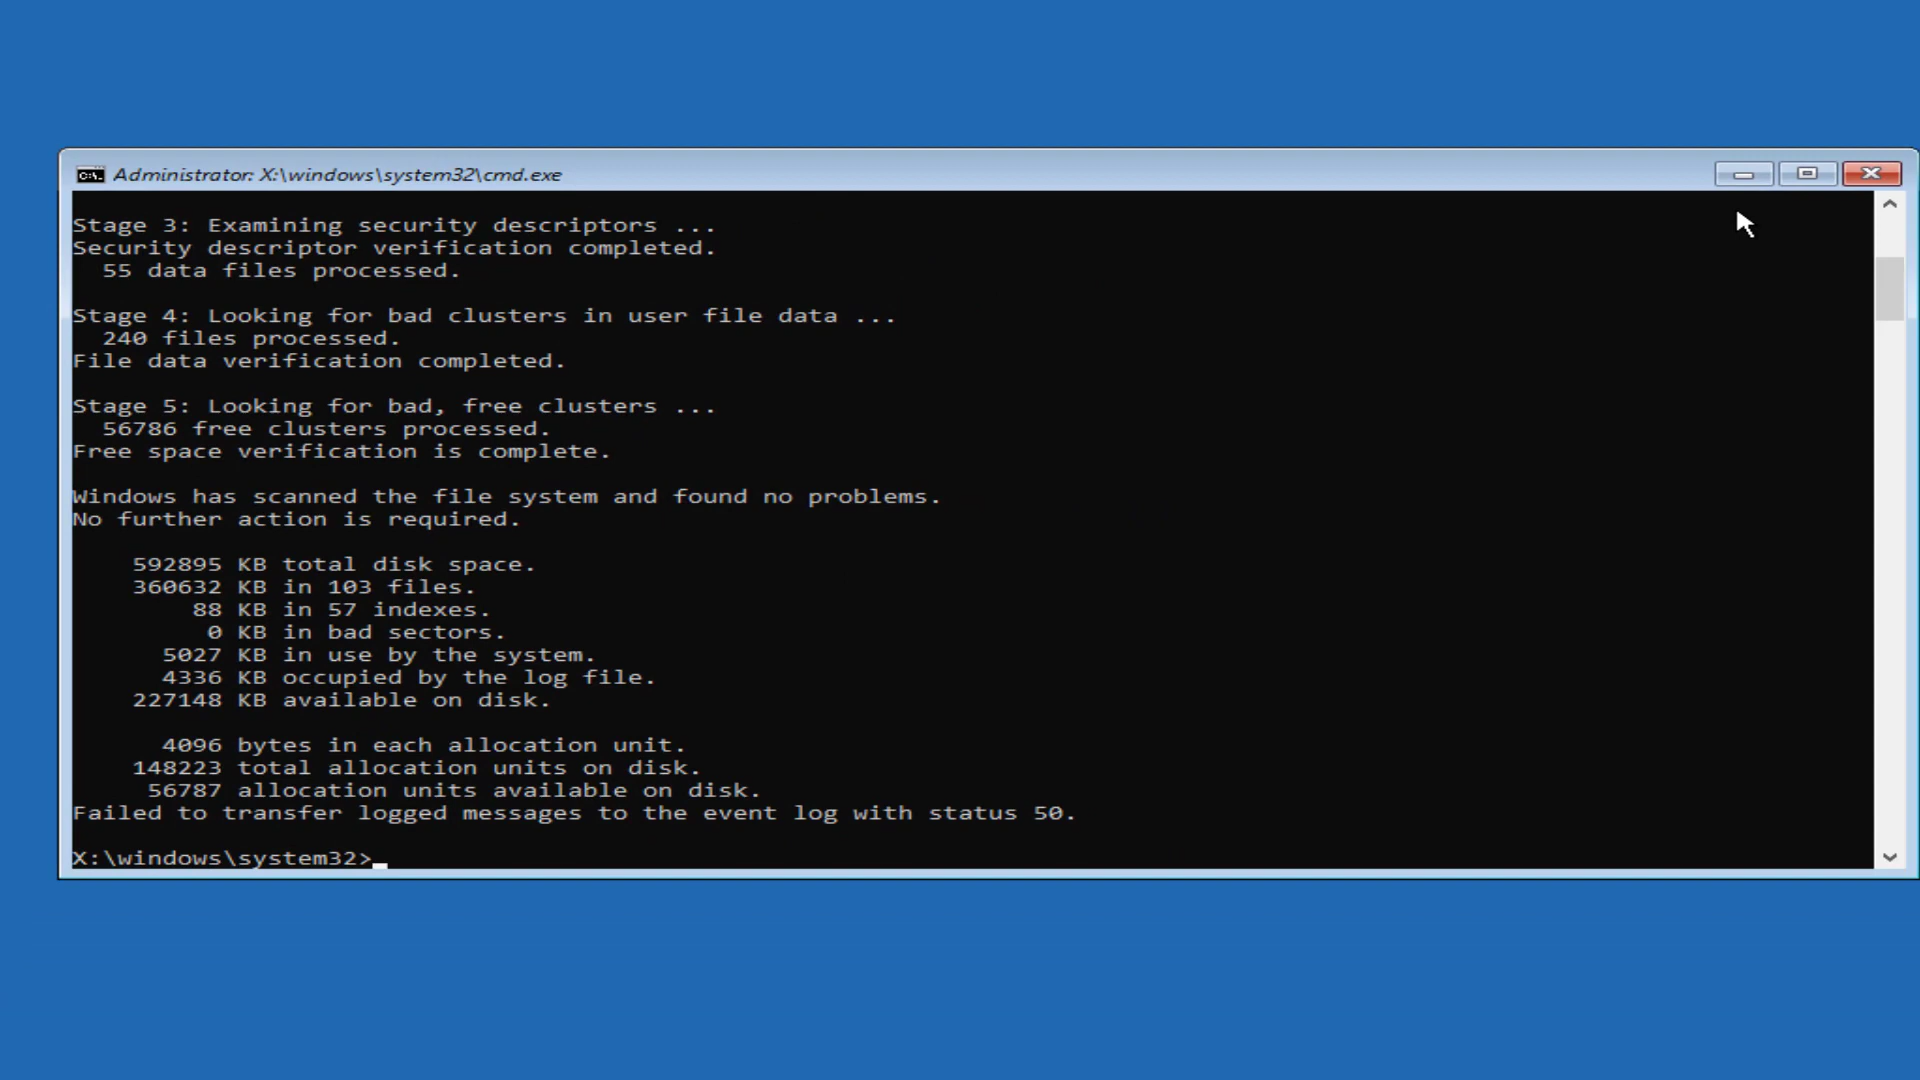 Administrator: X:\windows\system32\cmd.exe
Stage 3: Examining security descriptors ...
Security descriptor verification completed.
  55 data files processed.
Stage 4: Looking for bad clusters in user file data ...
  240 files processed.
File data verification completed.
Stage 5: Looking for bad, free clusters ...
  56786 free clusters processed.
Free space verification is complete.
Windows has scanned the file system and found no problems.
No further action is required.
    592895 KB total disk space.
    360632 KB in 103 files.
        88 KB in 57 indexes.
         0 KB in bad sectors.
      5027 KB in use by the system.
      4336 KB occupied by the log file.
    227148 KB available on disk.
      4096 bytes in each allocation unit.
    148223 total allocation units on disk.
     56787 allocation units available on disk.
Failed to transfer logged messages to the event log with status 50.
X:\windows\system32>_